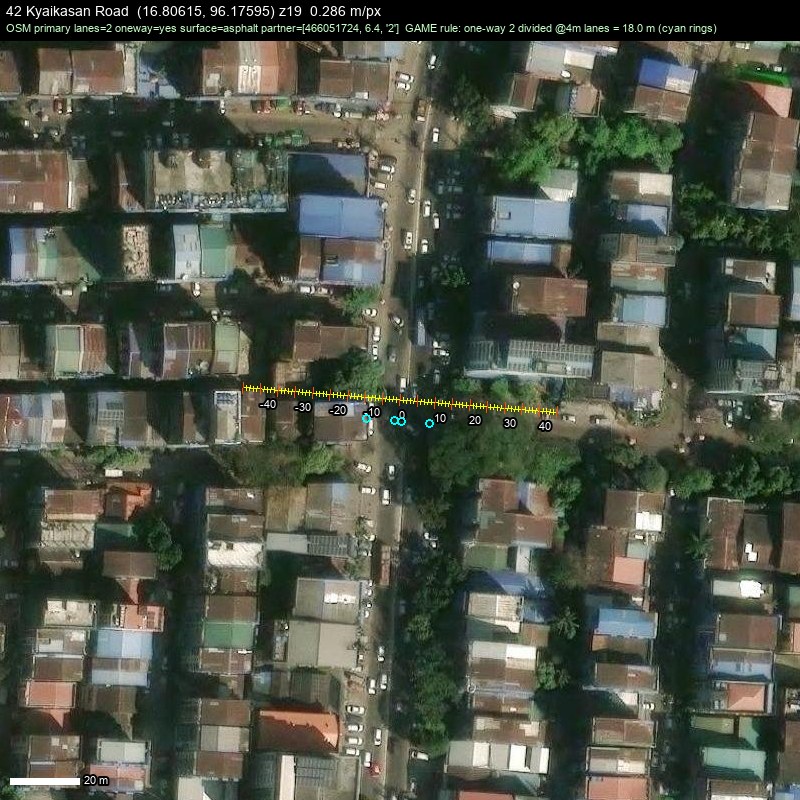 42 Kyaikasan Road  (16.80615, 96.17595) z19  0.286 m/px
OSM primary lanes=2 oneway=yes surface=asphalt partner=[466051724, 6.4, '2']  GAME rule: one-way 2 divided @4m lanes = 18.0 m (cyan rings)
-40 -30 -20 -10 0 10 20 30 40
20 m